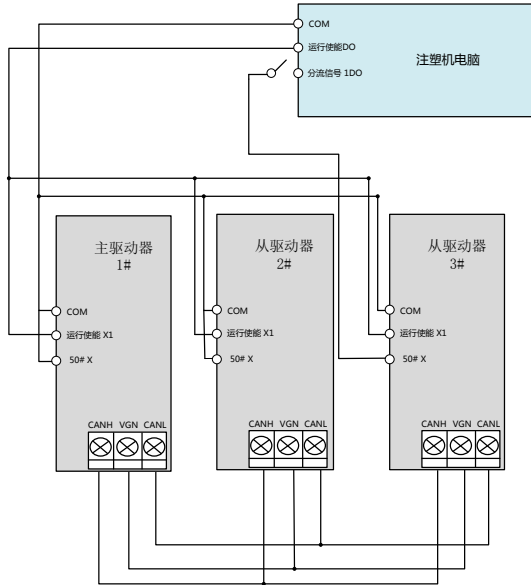 COM
运行使能DO
分流信号 1DO
注塑机电脑
主驱动器
1#
COM
运行使能 X1
50# X
CANH VGN CANL
从驱动器
2#
COM
运行使能 X1
50# X
CANH VGN CANL
从驱动器
3#
COM
运行使能 X1
50# X
CANH VGN CANL